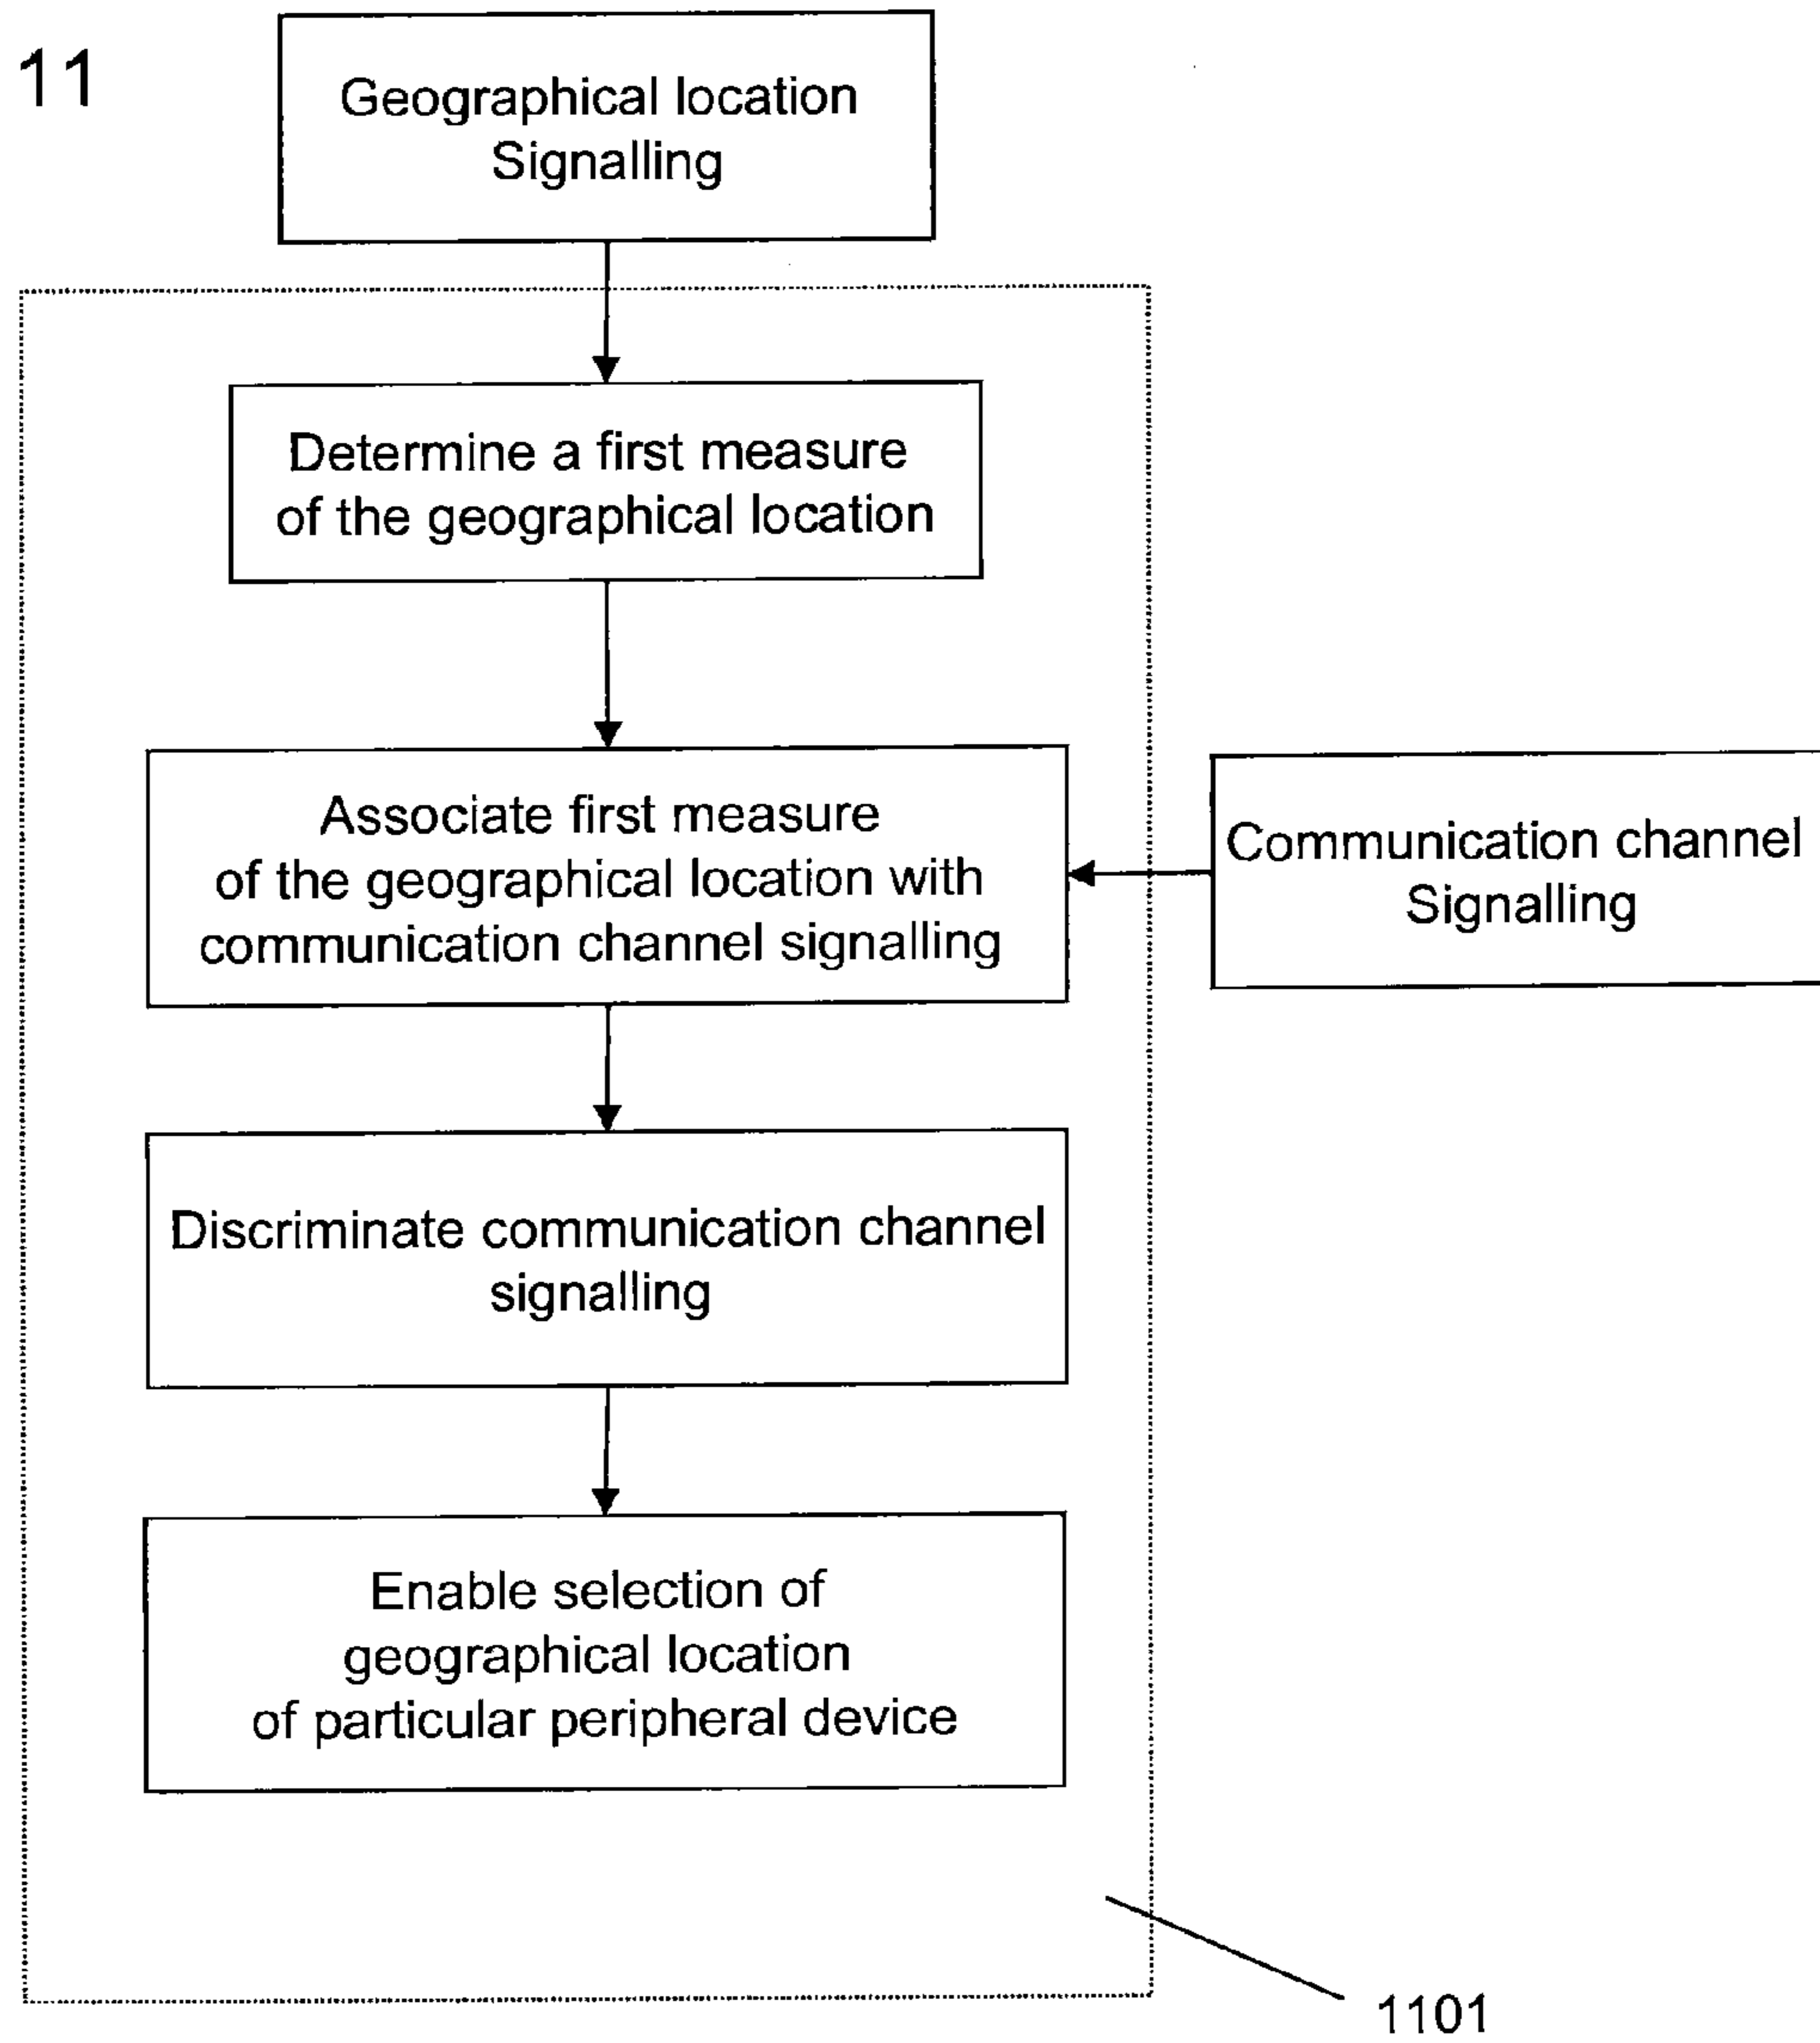 11
Geographical location
Signalling
Determine a first measure
of the geographical location
Associate first measure
of the geographical location with
communication channel signalling
Communication channel
Signalling
Discriminate communication channel
signalling
Enable selection of
geographical location
of particular peripheral device
1101